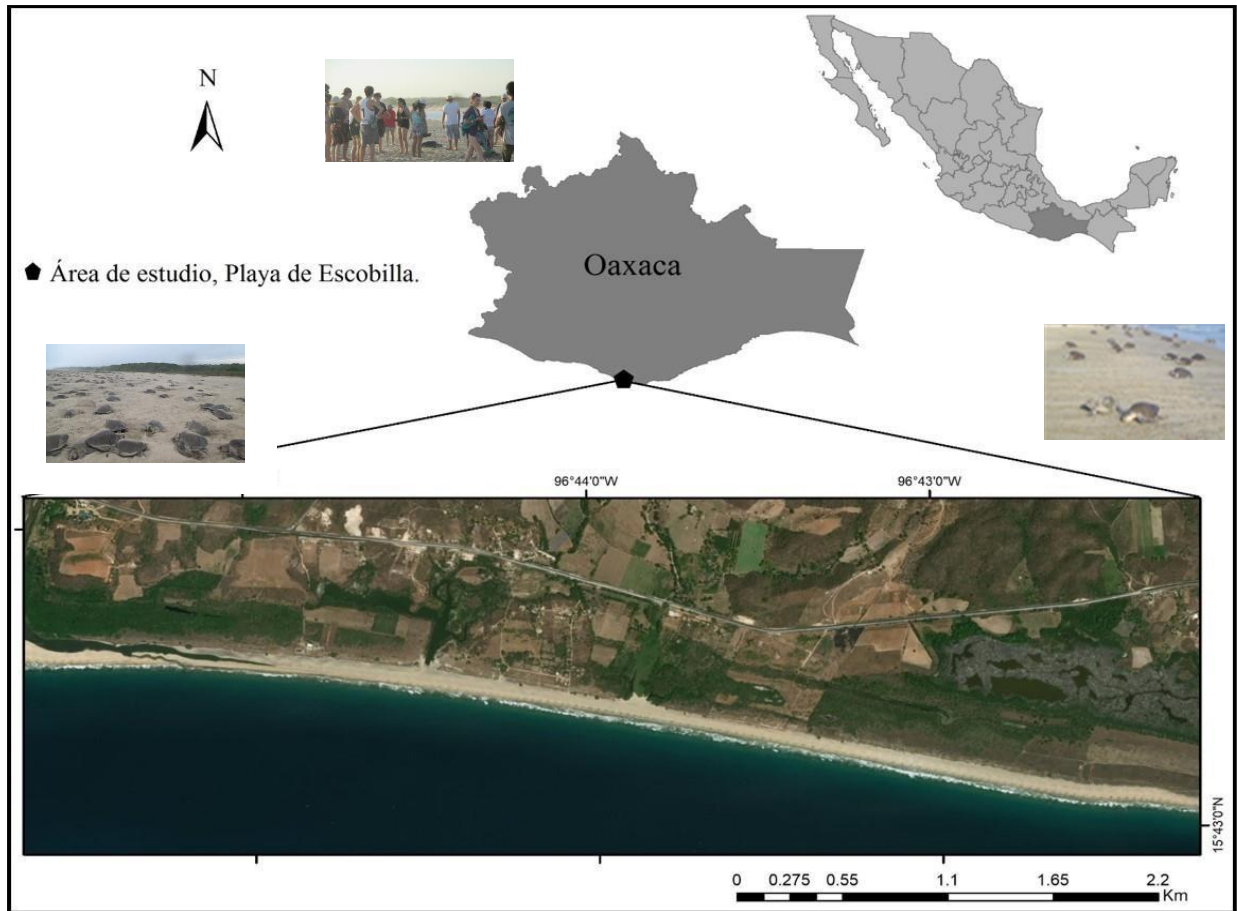 N
Oaxaca
Área de estudio, Playa de Escobilla.
96°44'0"W
96°43'0"W
15°43'0"N
0 0.275 0.55 1.1 1.65 2.2
Km